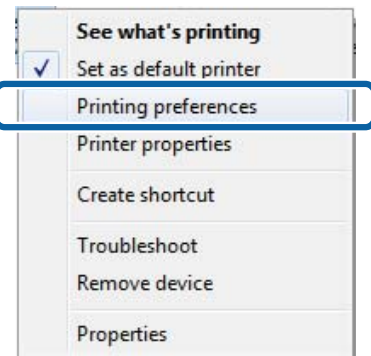 See what's printing
Set as default printer
Printing preferences
Printer properties
Create shortcut
Troubleshoot
Remove device
Properties